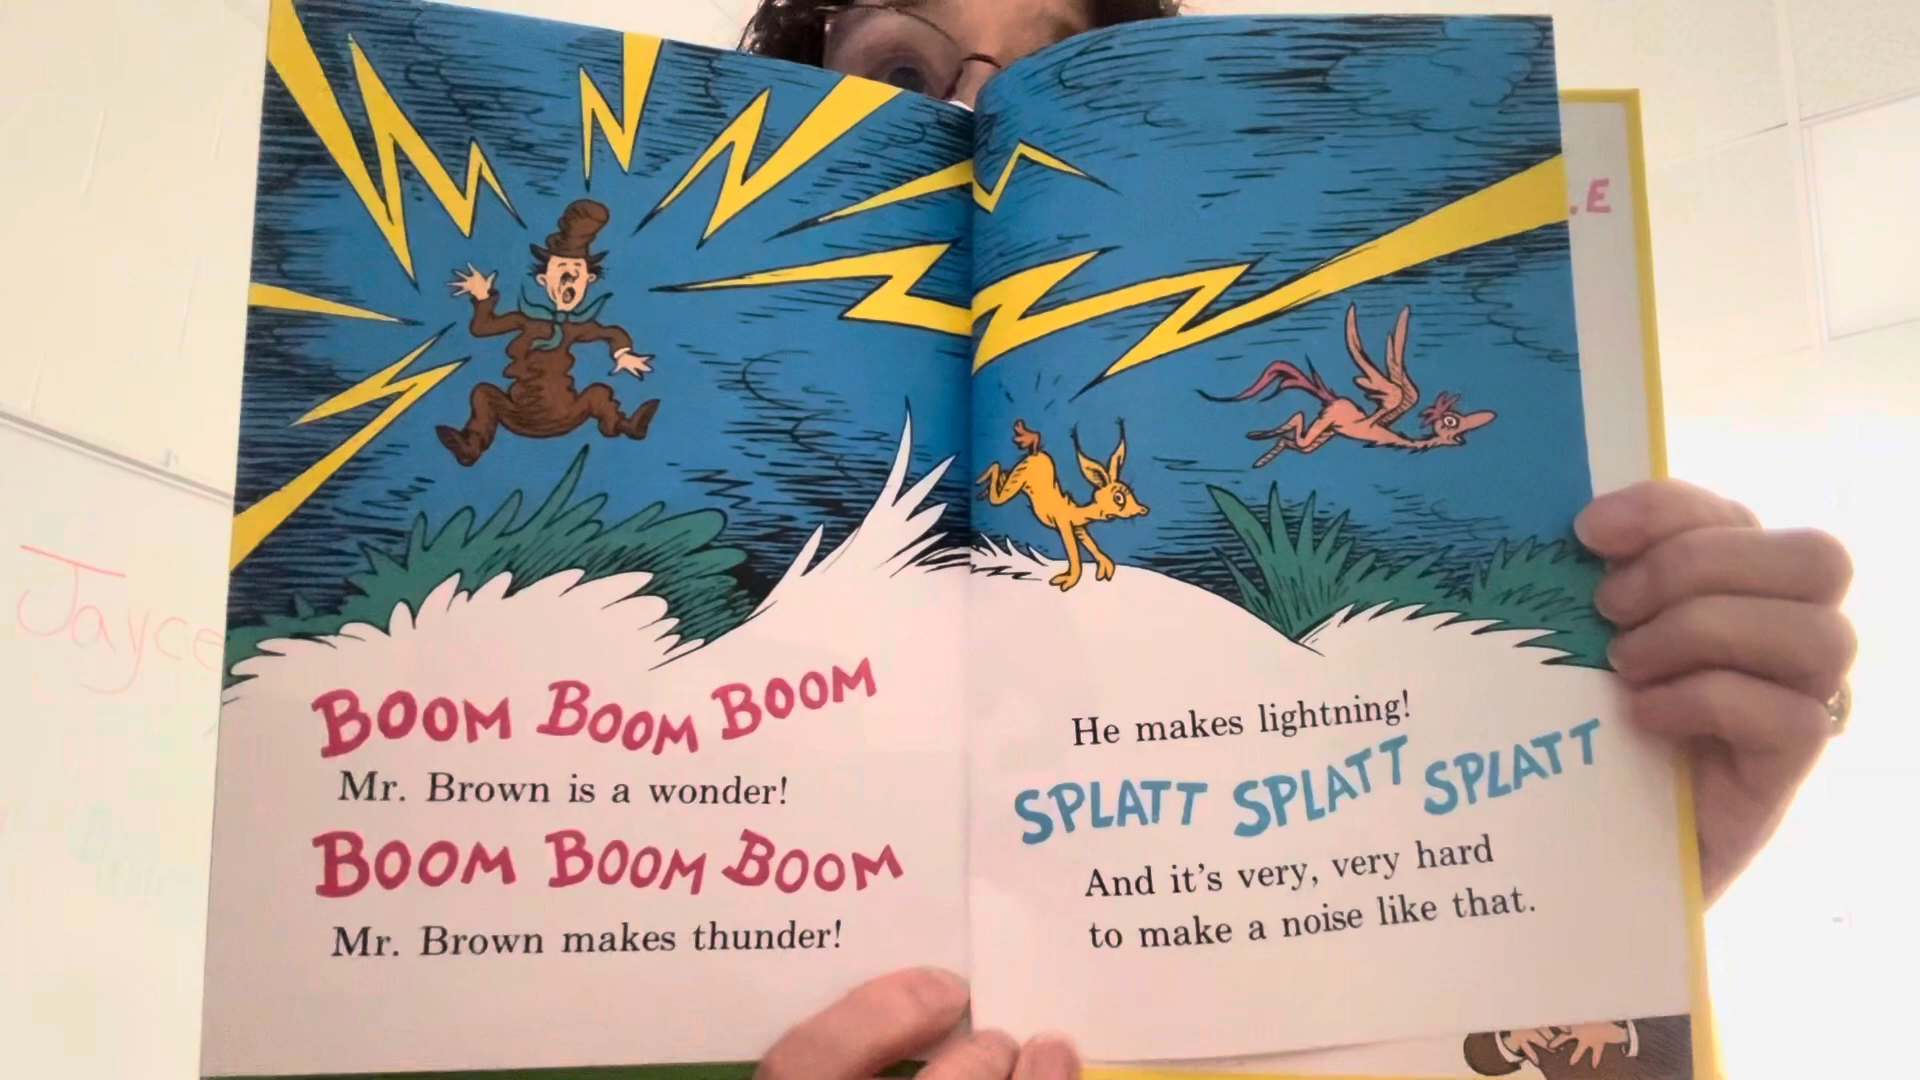 Jayce
BOOM BOOM BOOM
Mr. Brown is a wonder!
BOOM BOOM BOOM
Mr. Brown makes thunder!
He makes lightning!
SPLATT SPLATT SPLATT
And it's very, very hard
to make a noise like that.
.E